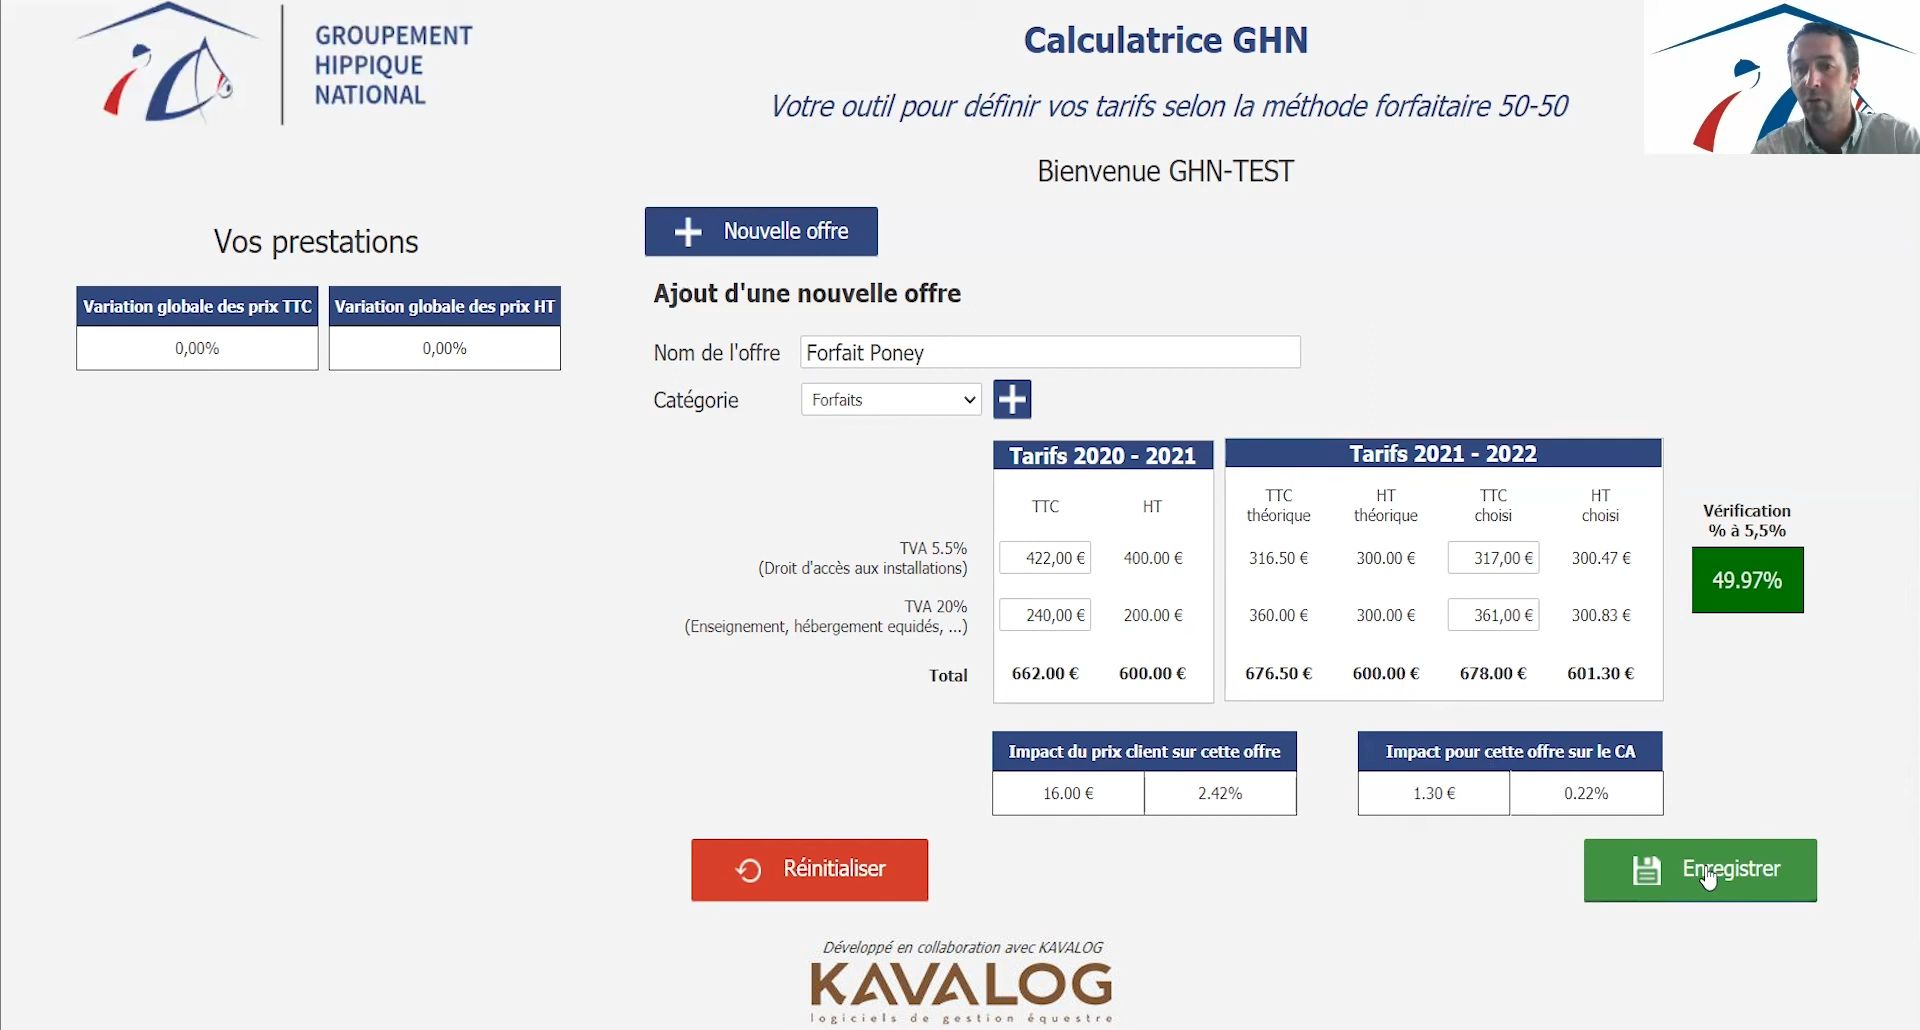 GROUPEMENT
HIPPIQUE
NATIONAL
Calculatrice GHN
Votre outil pour définir vos tarifs selon la méthode forfaitaire 50-50
Bienvenue GHN-TEST
Vos prestations
Variation globale des prix TTC
Variation globale des prix HT
0,00%
0,00%
Nouvelle offre
Ajout d'une nouvelle offre
Nom de l'offre
Forfait Poney
Catégorie
Forfaits
Tarifs 2020 - 2021
Tarifs 2021 - 2022
TTC
HT
TTC
théorique
HT
théorique
TTC
choisi
HT
choisi
Vérification
% à 5,5%
TVA 5.5%
(Droit d'accès aux installations)
422,00 €
400.00 €
316.50 €
300.00 €
317,00 €
300.47 €
49.97%
TVA 20%
(Enseignement, hébergement equidés, ...)
240,00 €
200.00 €
360.00 €
300.00 €
361,00 €
300.83 €
Total
662.00 €
600.00 €
676.50 €
600.00 €
678.00 €
601.30 €
Impact du prix client sur cette offre
16.00 €
2.42%
Impact pour cette offre sur le CA
1.30 €
0.22%
Réinitialiser
Enregistrer
Développé en collaboration avec KAVALOG
KAVALOG
logiciels de gestion équestre